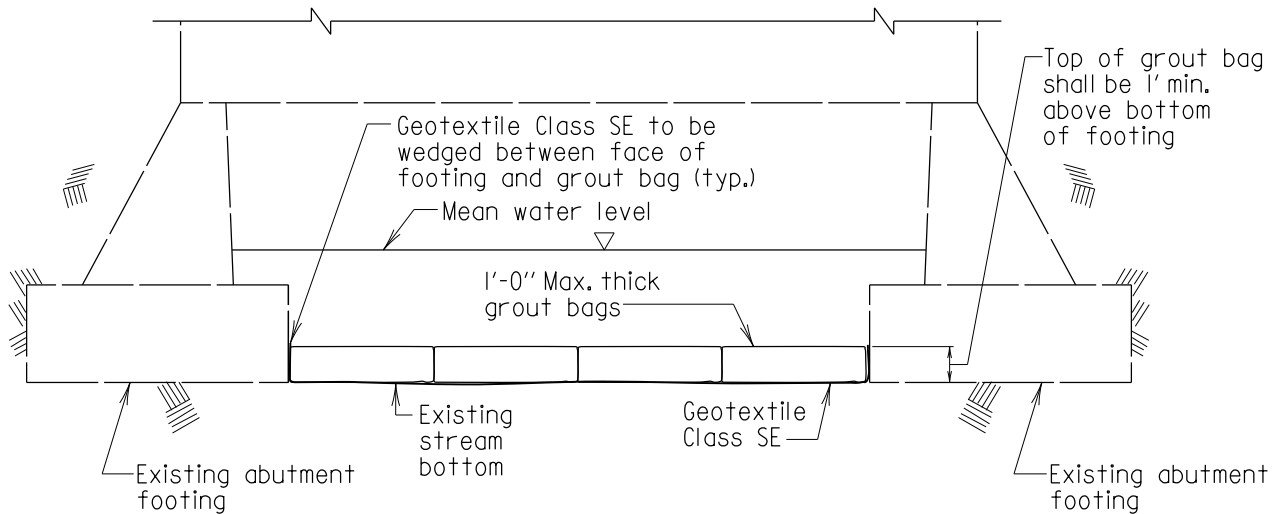 Top of grout bag
shall be 1' min.
above bottom
of footing
Geotextile Class SE to be
wedged between face of
footing and grout bag (typ.)
Mean water level
1'-0" Max. thick
grout bags
Existing
stream
bottom
Geotextile
Class SE
Existing abutment
footing
Existing abutment
footing